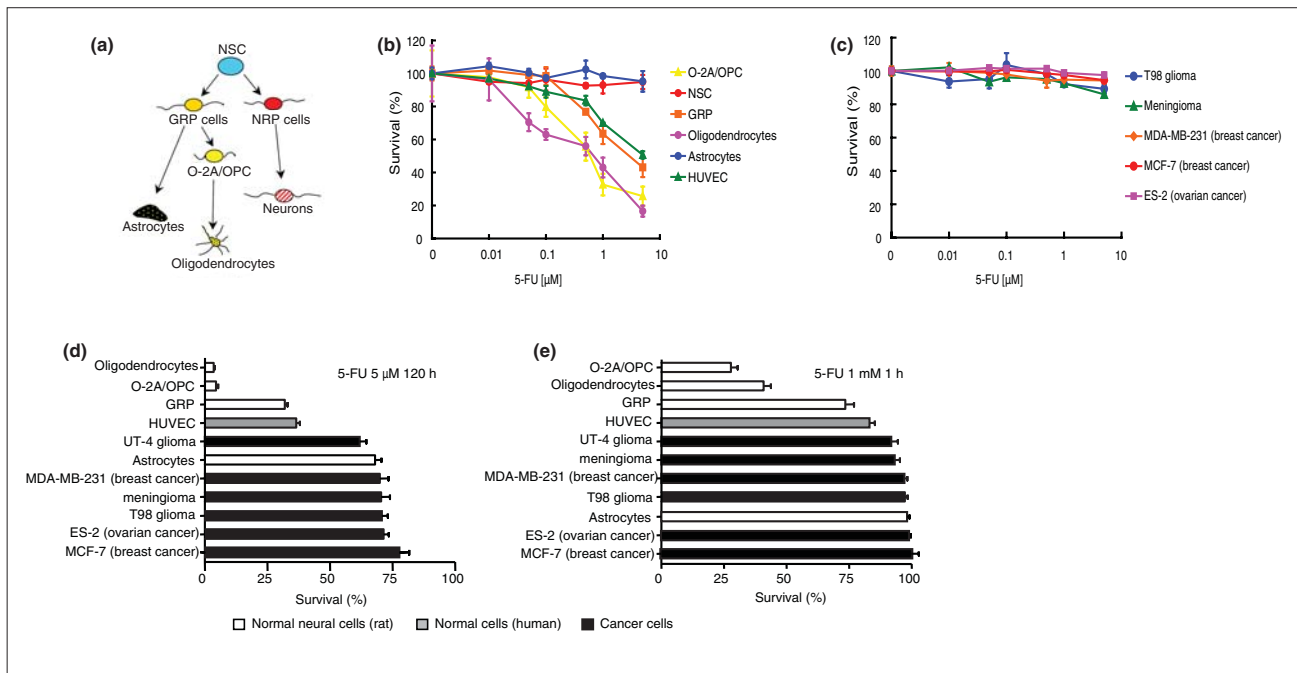 (a)
NSC
GRP cells
NRP cells
O-2A/OPC
Astrocytes
Neurons
Oligodendrocytes
(b)
120
100
80
60
40
20
0
Survival (%)
0 0.01 0.1 1 10
5-FU [µM]
O-2A/OPC
NSC
GRP
Oligodendrocytes
Astrocytes
HUVEC
(c)
120
100
80
60
40
20
0
Survival (%)
0 0.01 0.1 1 10
5-FU [µM]
T98 glioma
Meningioma
MDA-MB-231 (breast cancer)
MCF-7 (breast cancer)
ES-2 (ovarian cancer)
(d)
5-FU 5 µM 120 h
Oligodendrocytes
O-2A/OPC
GRP
HUVEC
UT-4 glioma
Astrocytes
MDA-MB-231 (breast cancer)
meningioma
T98 glioma
ES-2 (ovarian cancer)
MCF-7 (breast cancer)
0 25 50 75 100
Survival (%)
(e)
5-FU 1 mM 1 h
O-2A/OPC
Oligodendrocytes
GRP
HUVEC
UT-4 glioma
meningioma
MDA-MB-231 (breast cancer)
T98 glioma
Astrocytes
ES-2 (ovarian cancer)
MCF-7 (breast cancer)
0 25 50 75 100
Survival (%)
Normal neural cells (rat) Normal cells (human) Cancer cells